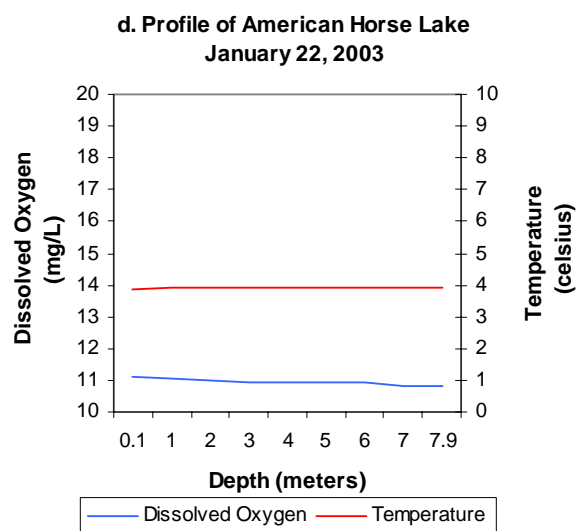 d. Profile of American Horse Lake
January 22, 2003
Dissolved Oxygen
(mg/L)
20
19
18
17
16
15
14
13
12
11
10
10
9
8
7
6
5
4
3
2
1
0
Temperature
(celsius)
0.1 1 2 3 4 5 6 7 7.9
Depth (meters)
Dissolved Oxygen Temperature